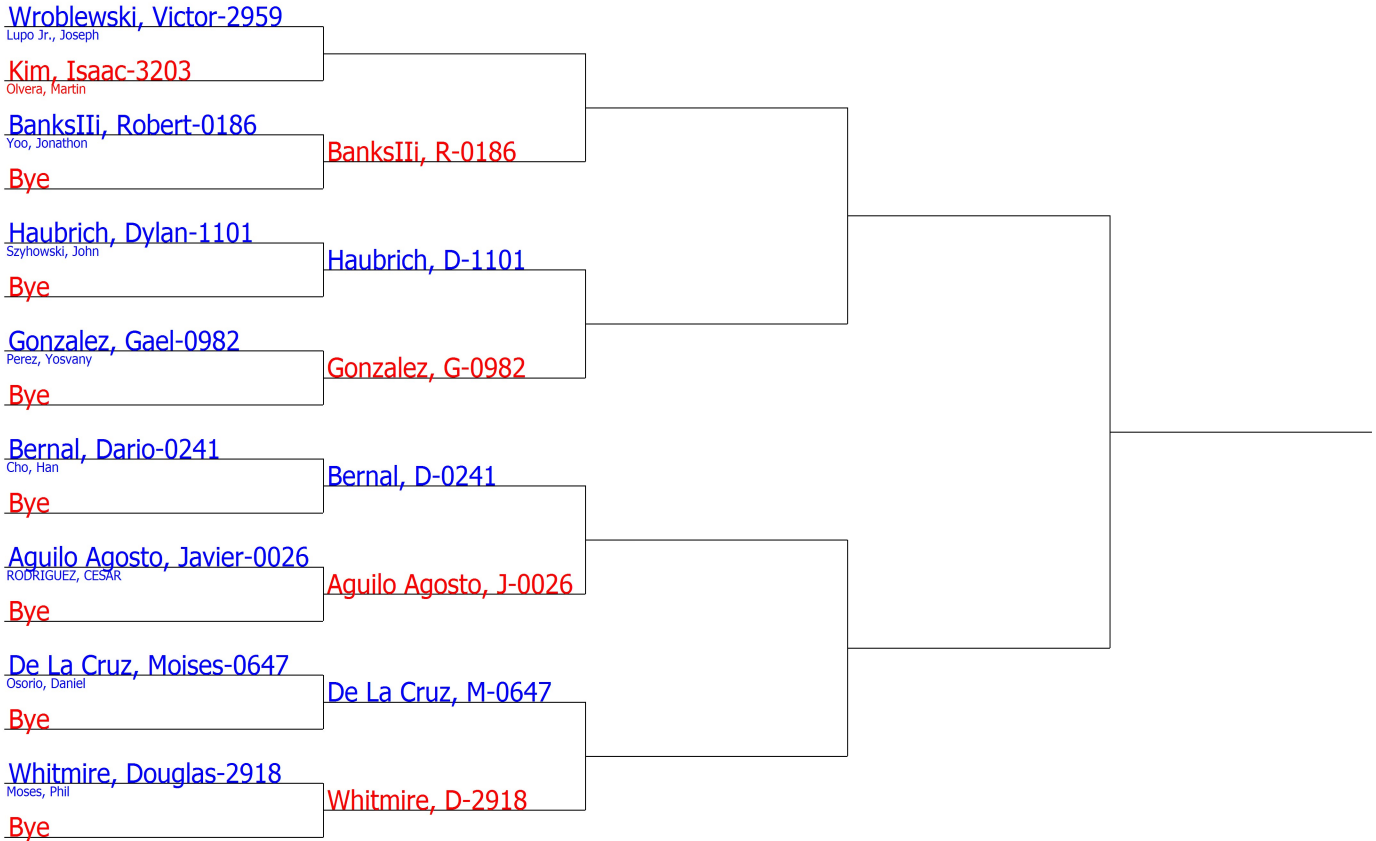 Wroblewski, Victor-2959
Lupo Jr., Joseph
Kim, Isaac-3203
Olvera, Martin
BanksIIi, Robert-0186
Yoo, Jonathon
BanksIIi, R-0186
Bye
Haubrich, Dylan-1101
Szyhowski, John
Haubrich, D-1101
Bye
Gonzalez, Gael-0982
Perez, Yosvany
Gonzalez, G-0982
Bye
Bernal, Dario-0241
Cho, Han
Bernal, D-0241
Bye
Aguilo Agosto, Javier-0026
RODRIGUEZ, CESAR
Aguilo Agosto, J-0026
Bye
De La Cruz, Moises-0647
Osorio, Daniel
De La Cruz, M-0647
Bye
Whitmire, Douglas-2918
Moses, Phil
Whitmire, D-2918
Bye